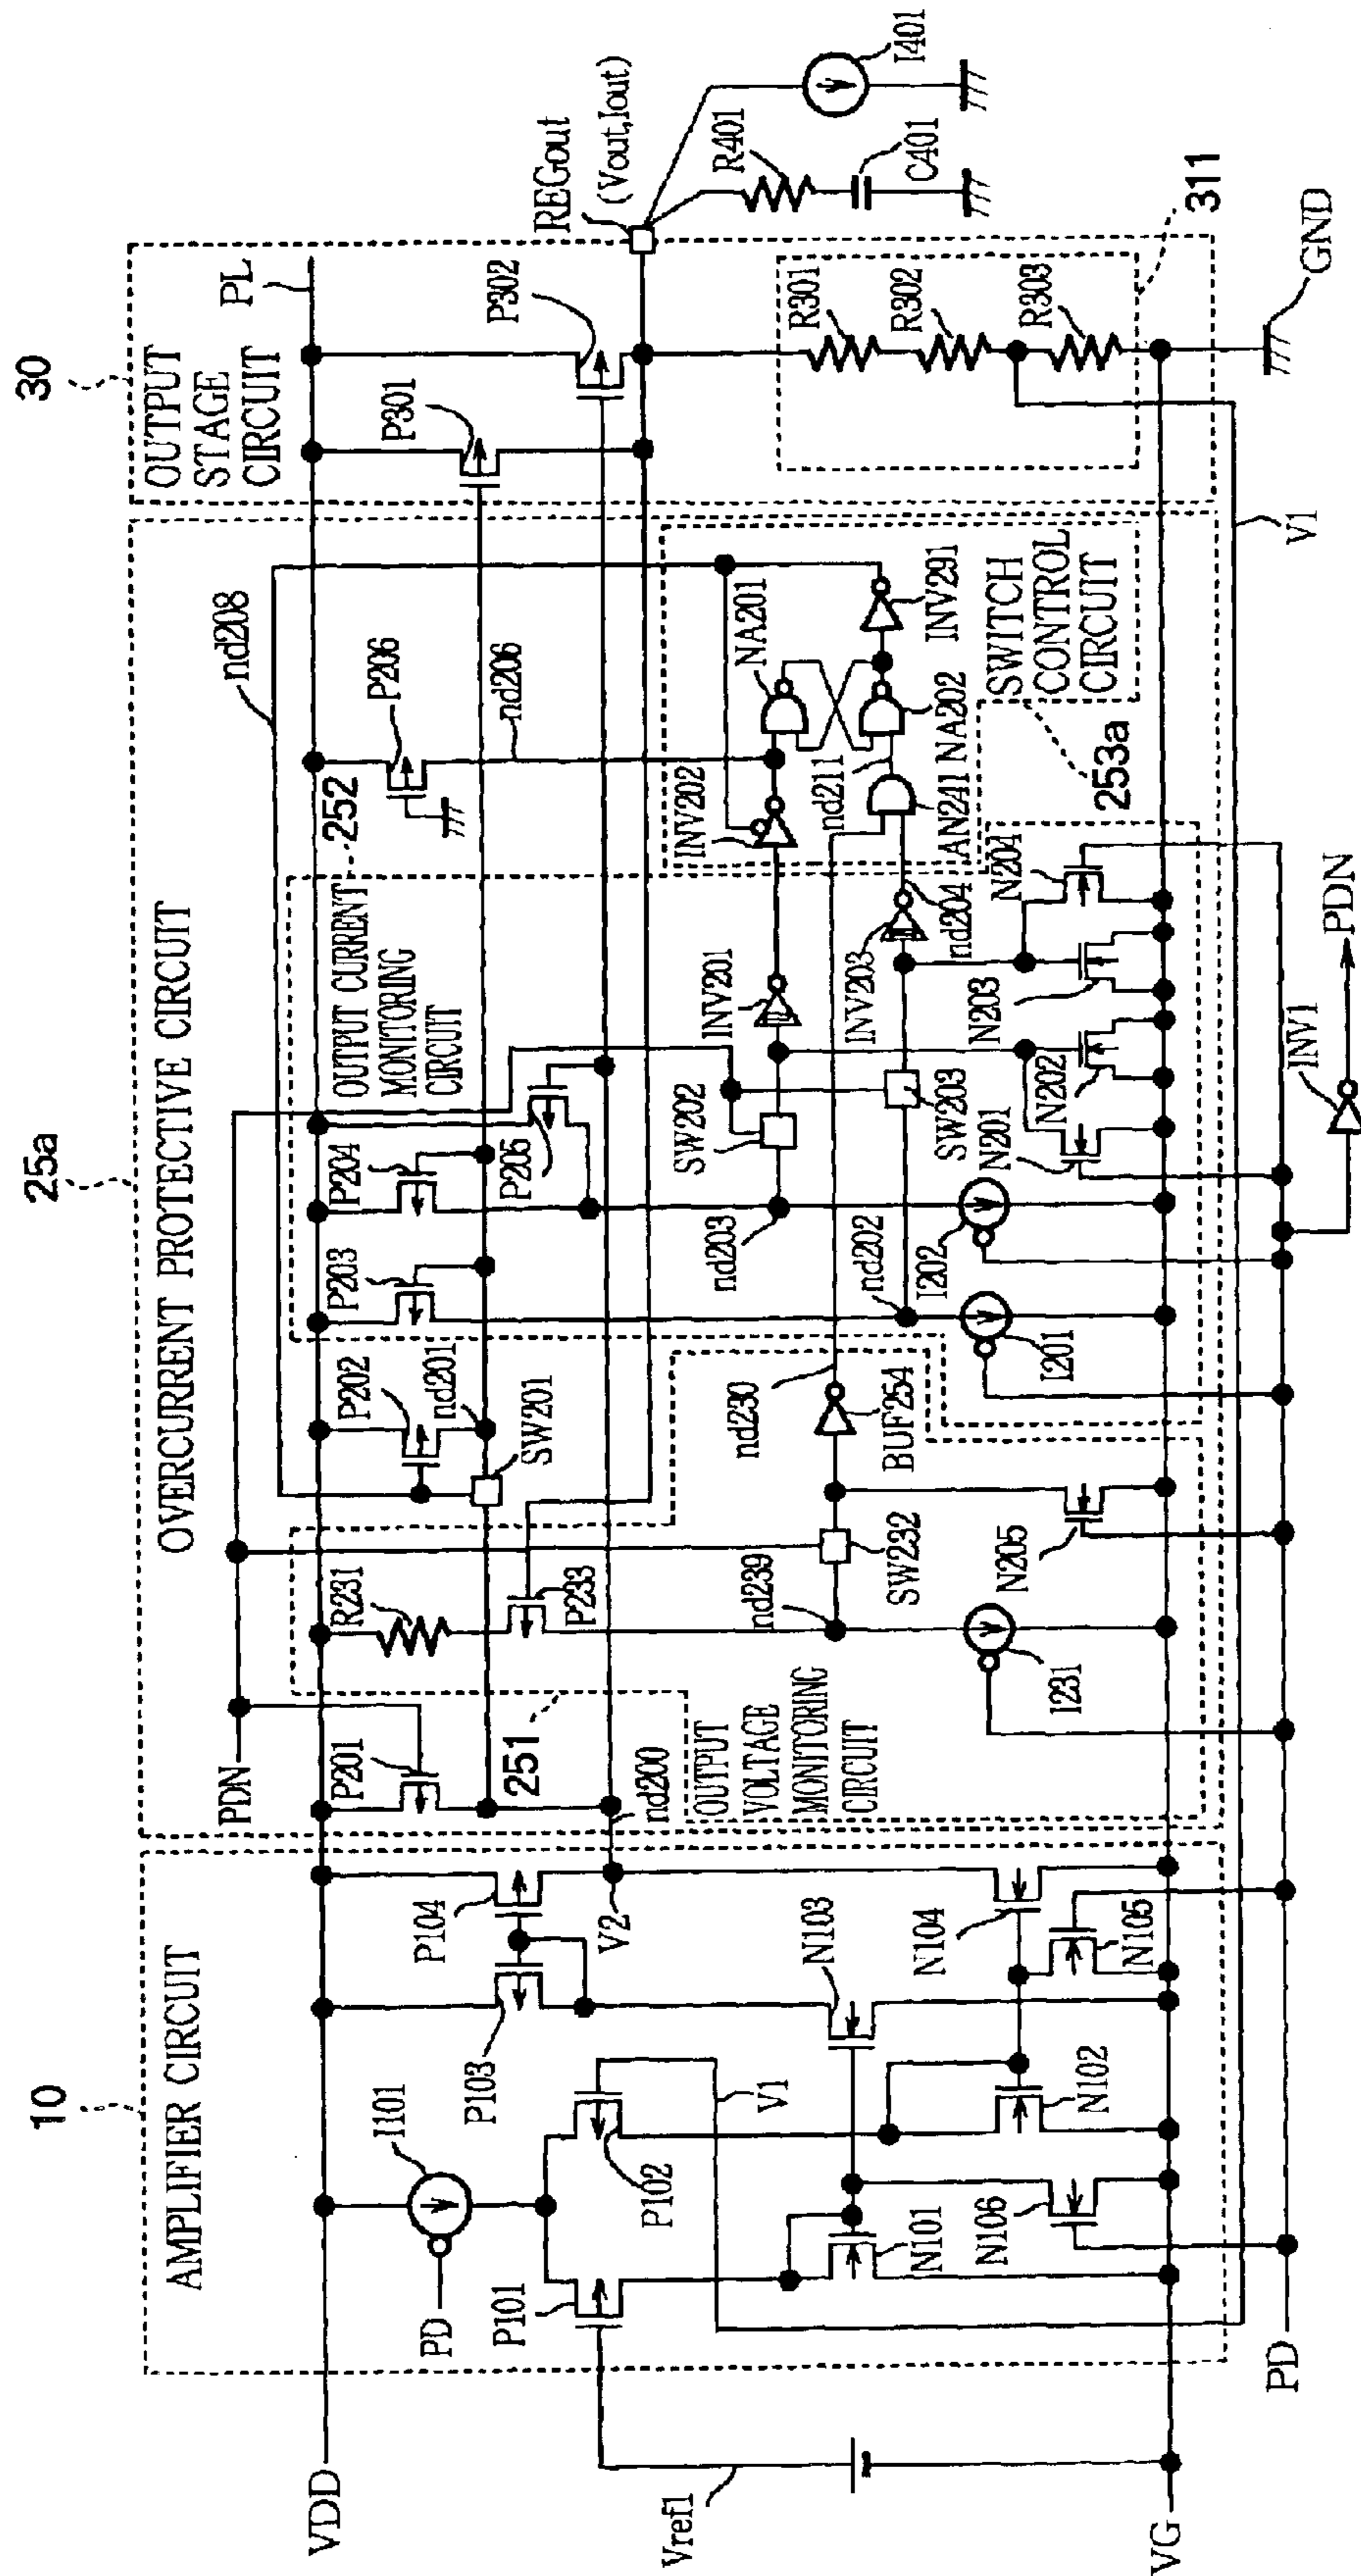 10
AMPLIFIER CIRCUIT
25a
OVERCURRENT PROTECTIVE CIRCUIT
30
OUTPUT
STAGE
CIRCUIT
VDD
Vref1
VG
PD
I101
PD
P101
P102
P103
P104
V1
V2
N101
N102
N103
N104
N105
N106
PDN
P201
251
nd200
OUTPUT
VOLTAGE
MONITORING
CIRCUIT
R231
P233
nd239
SW232
I231
N205
BUF254
nd230
P202
nd201
SW201
P203
P204
P206
OUTPUT CURRENT
MONITORING
CIRCUIT
252
nd203
nd202
SW202
SW203
I201
I202
INV201
INV203
nd204
N201
N202
N203
N204
nd208
P206
nd206
INV202
NA201
nd211
AN241
NA202
INV291
SWITCH
CONTROL
CIRCUIT
253a
INV1
PDN
PL
P301
P302
REGout
(Vout,Iout)
R301
R302
R303
311
R401
C401
I401
V1
GND